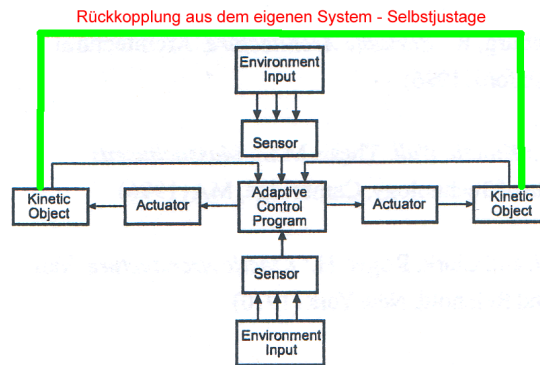 Rückkopplung aus dem eigenen System - Selbstjustage
Environment
Input
Sensor
Kinetic
Object
Actuator
Adaptive
Control
Program
Actuator
Kinetic
Object
Sensor
Environment
Input